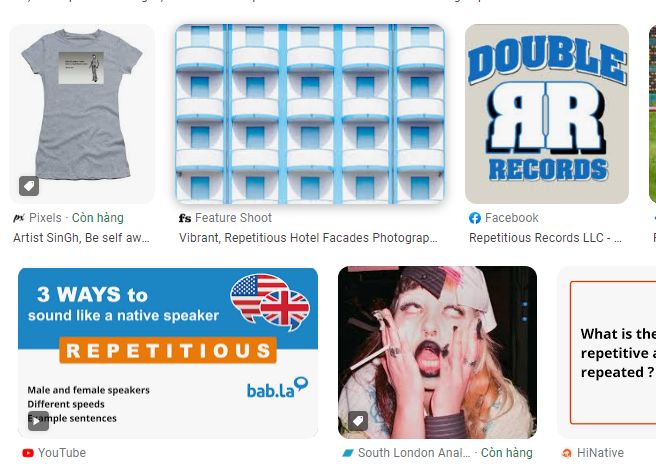 px Pixels · Còn hàng
Artist SinGh, Be self aw...
fs Feature Shoot
Vibrant, Repetitious Hotel Facades Photograp...
DOUBLE
RR
RECORDS
Facebook
Repetitious Records LLC - ...
3 WAYS to
sound like a native speaker
REPETITIOUS
Male and female speakers
Different speeds
Example sentences
bab.la
YouTube
South London Anal... · Còn hàng
What is the
repetitive a
repeated ?
HiNative